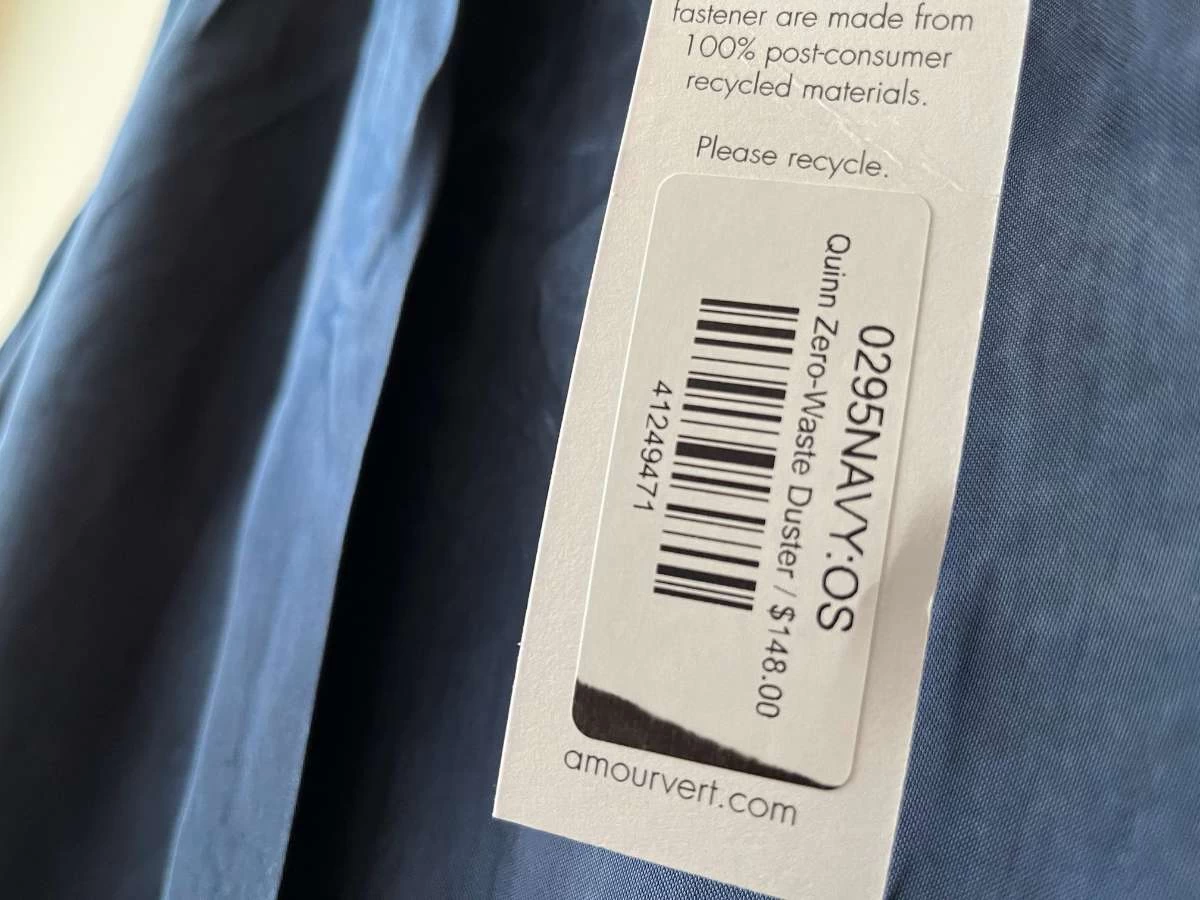 fastener are made from
100% post-consumer
recycled materials.
Please recycle.
0295NAVY:OS
Quinn Zero-Waste Duster / $148.00
41249471
amourvert.com